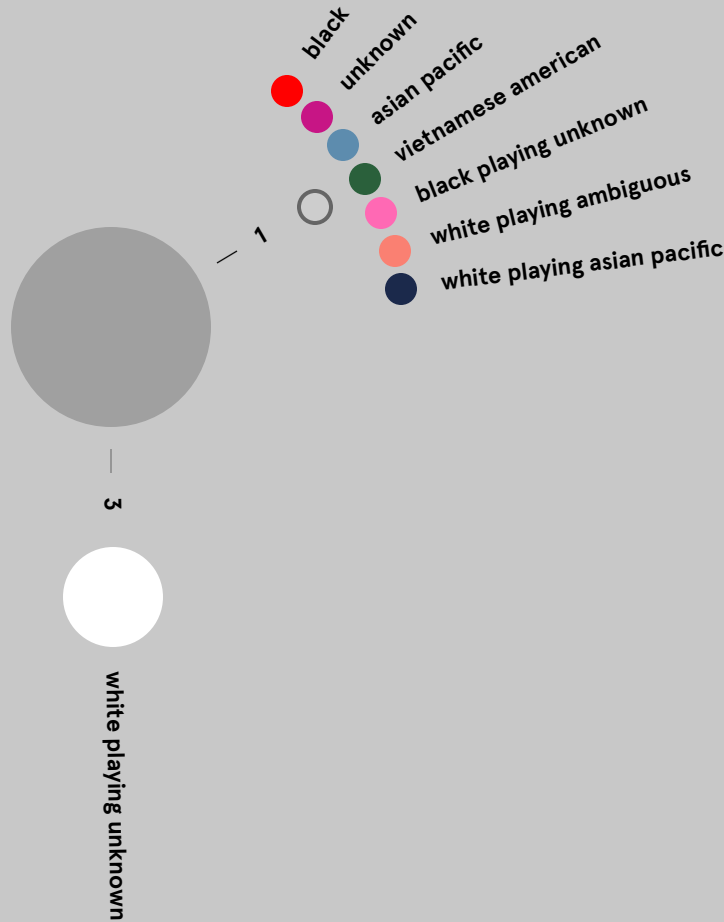 black
unknown
asian pacific
vietnamese american
black playing unknown
white playing ambiguous
white playing asian pacific
1
3
white playing unknown